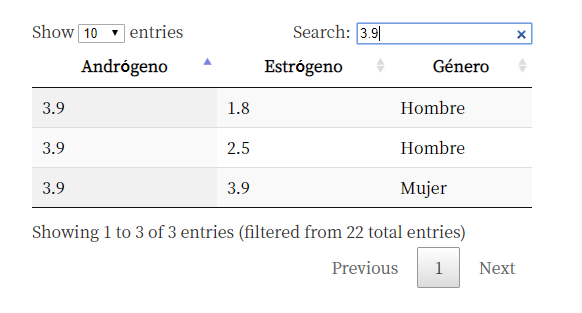 Show 10 entries Search: 3.9
Andrógeno Estrógeno Género
3.9 1.8 Hombre
3.9 2.5 Hombre
3.9 3.9 Mujer
Showing 1 to 3 of 3 entries (filtered from 22 total entries)
Previous 1 Next